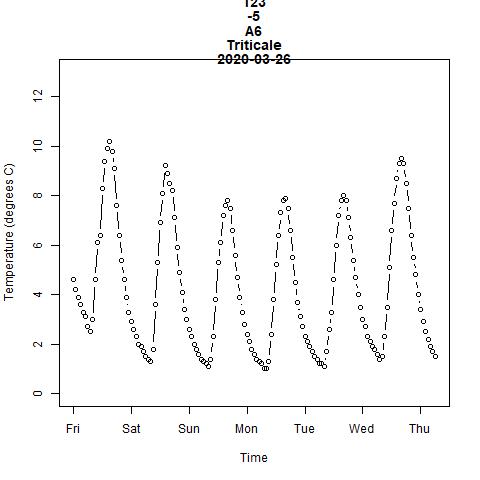 123
-5
A6
Triticale
2020-03-26
Temperature (degrees C)
12
10
8
6
4
2
0
Fri Sat Sun Mon Tue Wed Thu
Time